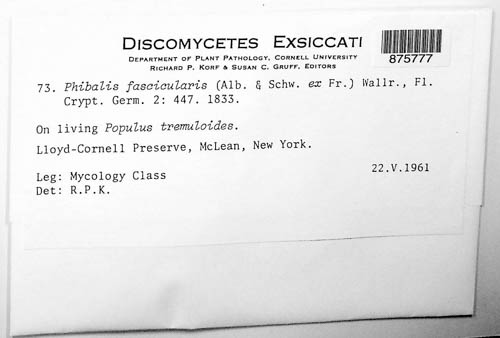 DISCOMYCETES EXSICCATI
DEPARTMENT OF PLANT PATHOLOGY, CORNELL UNIVERSITY
RICHARD P. KORF & SUSAN C. GRUFF, EDITORS
875777
73. Phibalis fascicularis (Alb. & Schw. ex Fr.) Wallr., Fl.
Crypt. Germ. 2: 447. 1833.
On living Populus tremuloides.
Lloyd-Cornell Preserve, McLean, New York.
Leg: Mycology Class 22.V.1961
Det: R.P.K.